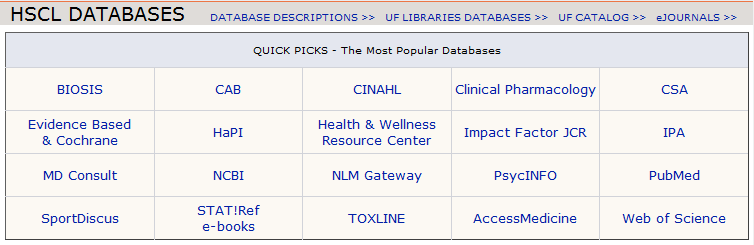 HSCL DATABASES DATABASE DESCRIPTIONS >> UF LIBRARIES DATABASES >> UF CATALOG >> eJOURNALS >>
QUICK PICKS - The Most Popular Databases
BIOSIS CAB CINAHL Clinical Pharmacology CSA
Evidence Based
& Cochrane
HaPI
Health & Wellness
Resource Center
Impact Factor JCR
IPA
MD Consult NCBI NLM Gateway PsycINFO PubMed
SportDiscus
STAT!Ref
e-books
TOXLINE
AccessMedicine
Web of Science